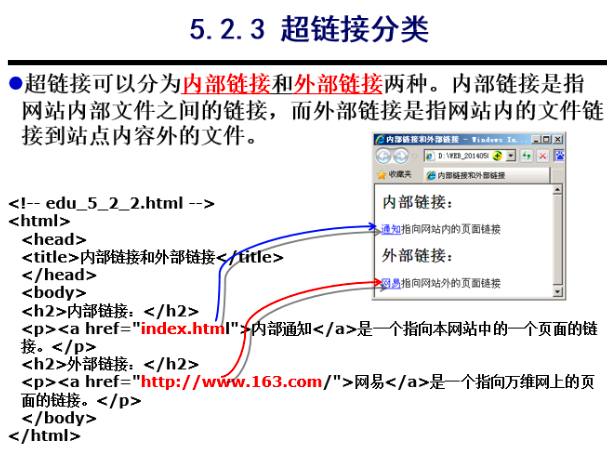 5.2.3 超链接分类
超链接可以分为内部链接和外部链接两种。内部链接是指
网站内部文件之间的链接，而外部链接是指网站内的文件链
接到站点内容外的文件。
内部链接和外部链接 - Windows In...
D:\WEB_201405
收藏夹
内部链接和外部链接
内部链接：
通知指向网站内的页面链接
外部链接：
网易指向网站外的页面链接
<!-- edu_5_2_2.html -->
<html>
<head>
<title>内部链接和外部链接</title>
</head>
<body>
<h2>内部链接：</h2>
<p><a href="index.html">内部通知</a>是一个指向本网站中的一个页面的链
接。</p>
<h2>外部链接：</h2>
<p><a href="http://www.163.com/">网易</a>是一个指向万维网上的页
面的链接。</p>
</body>
</html>